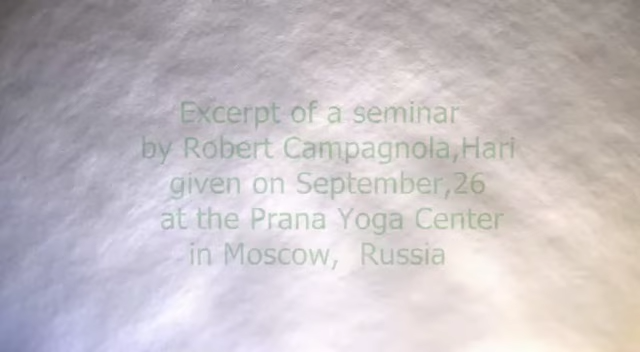 Excerpt of a seminar
by Robert Campagnola,Hari
given on September,26
at the Prana Yoga Center
in Moscow, Russia